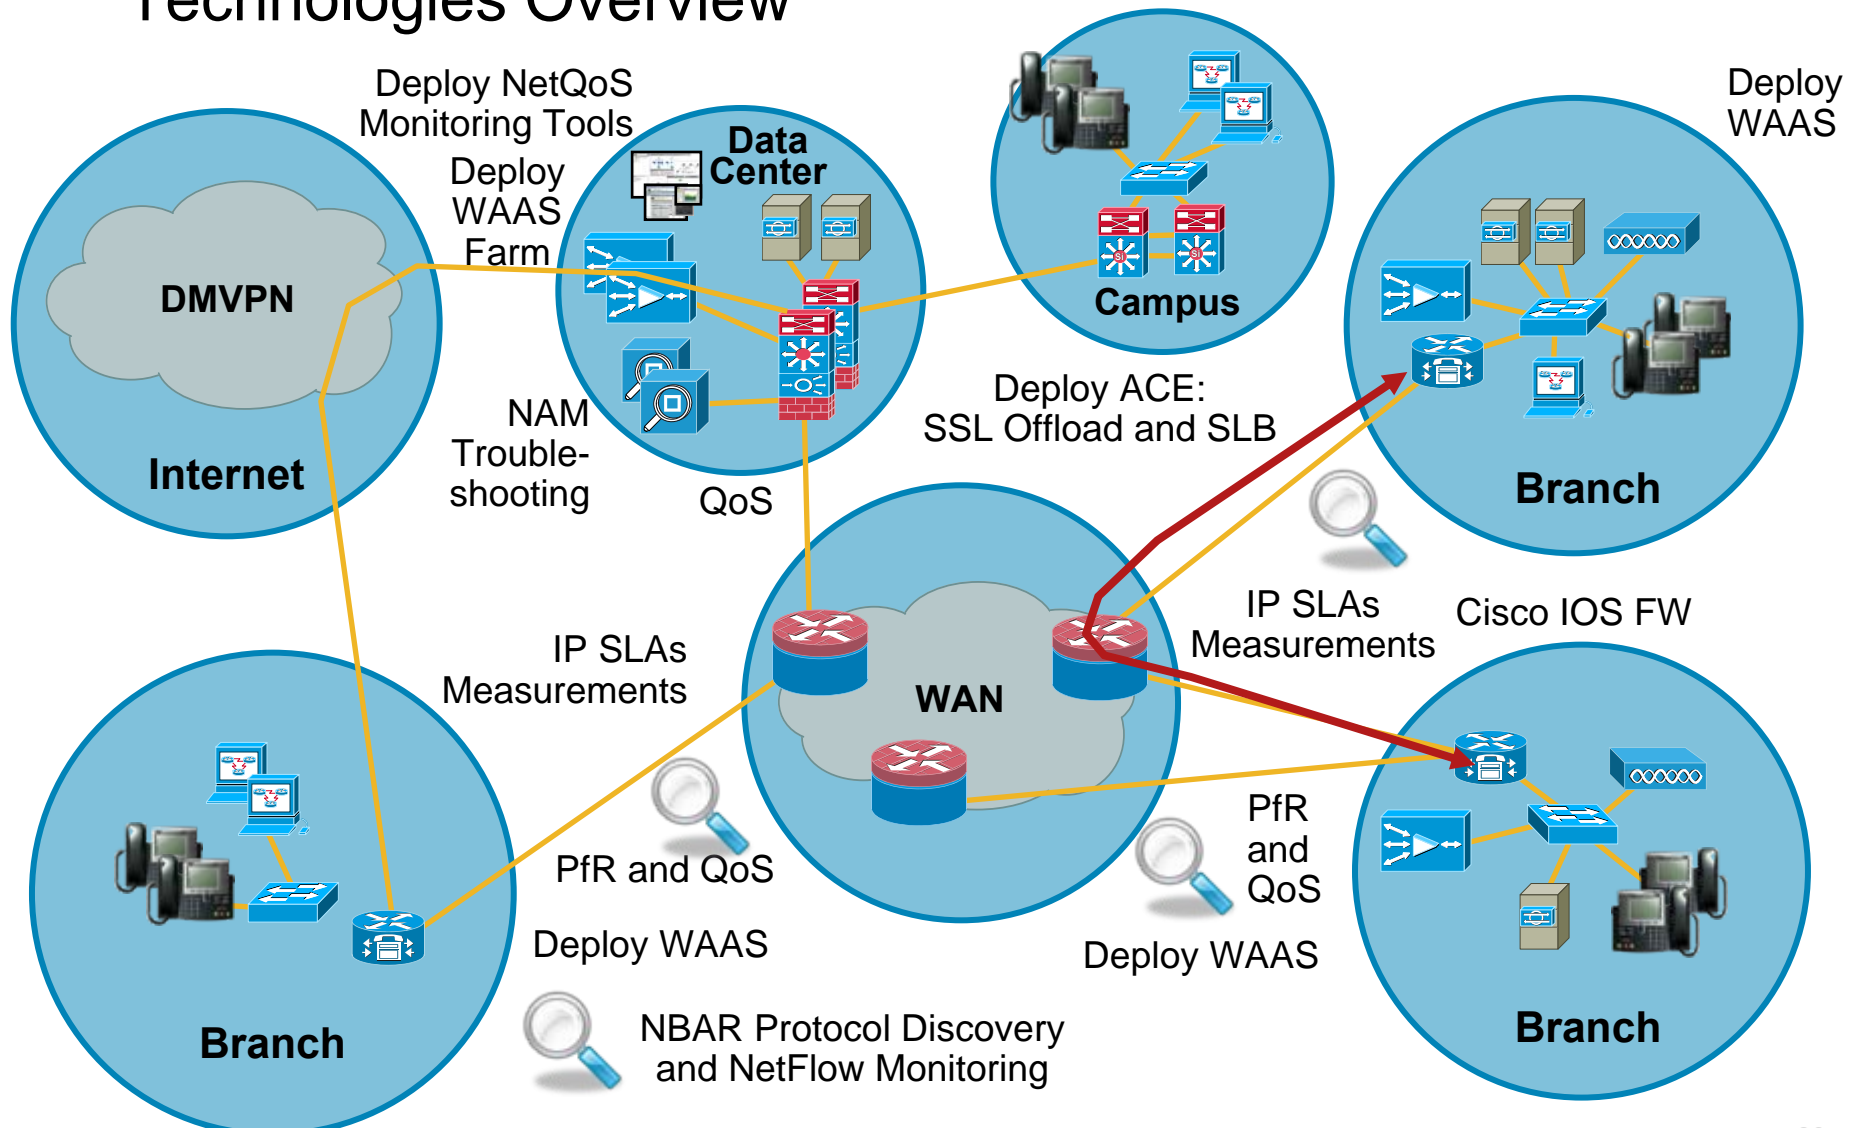 Technologies Overview
Deploy NetQoS
Monitoring Tools
Deploy
WAAS
Farm
Data
Center
Deploy
WAAS
DMVPN
Internet
Campus
NAM
Trouble-
shooting
QoS
Deploy ACE:
SSL Offload and SLB
Si
Si
Branch
IP SLAs
Measurements
Cisco IOS FW
IP SLAs
Measurements
WAN
PfR and QoS
PfR
and
QoS
Deploy WAAS
Deploy WAAS
Branch
Branch
NBAR Protocol Discovery
and NetFlow Monitoring